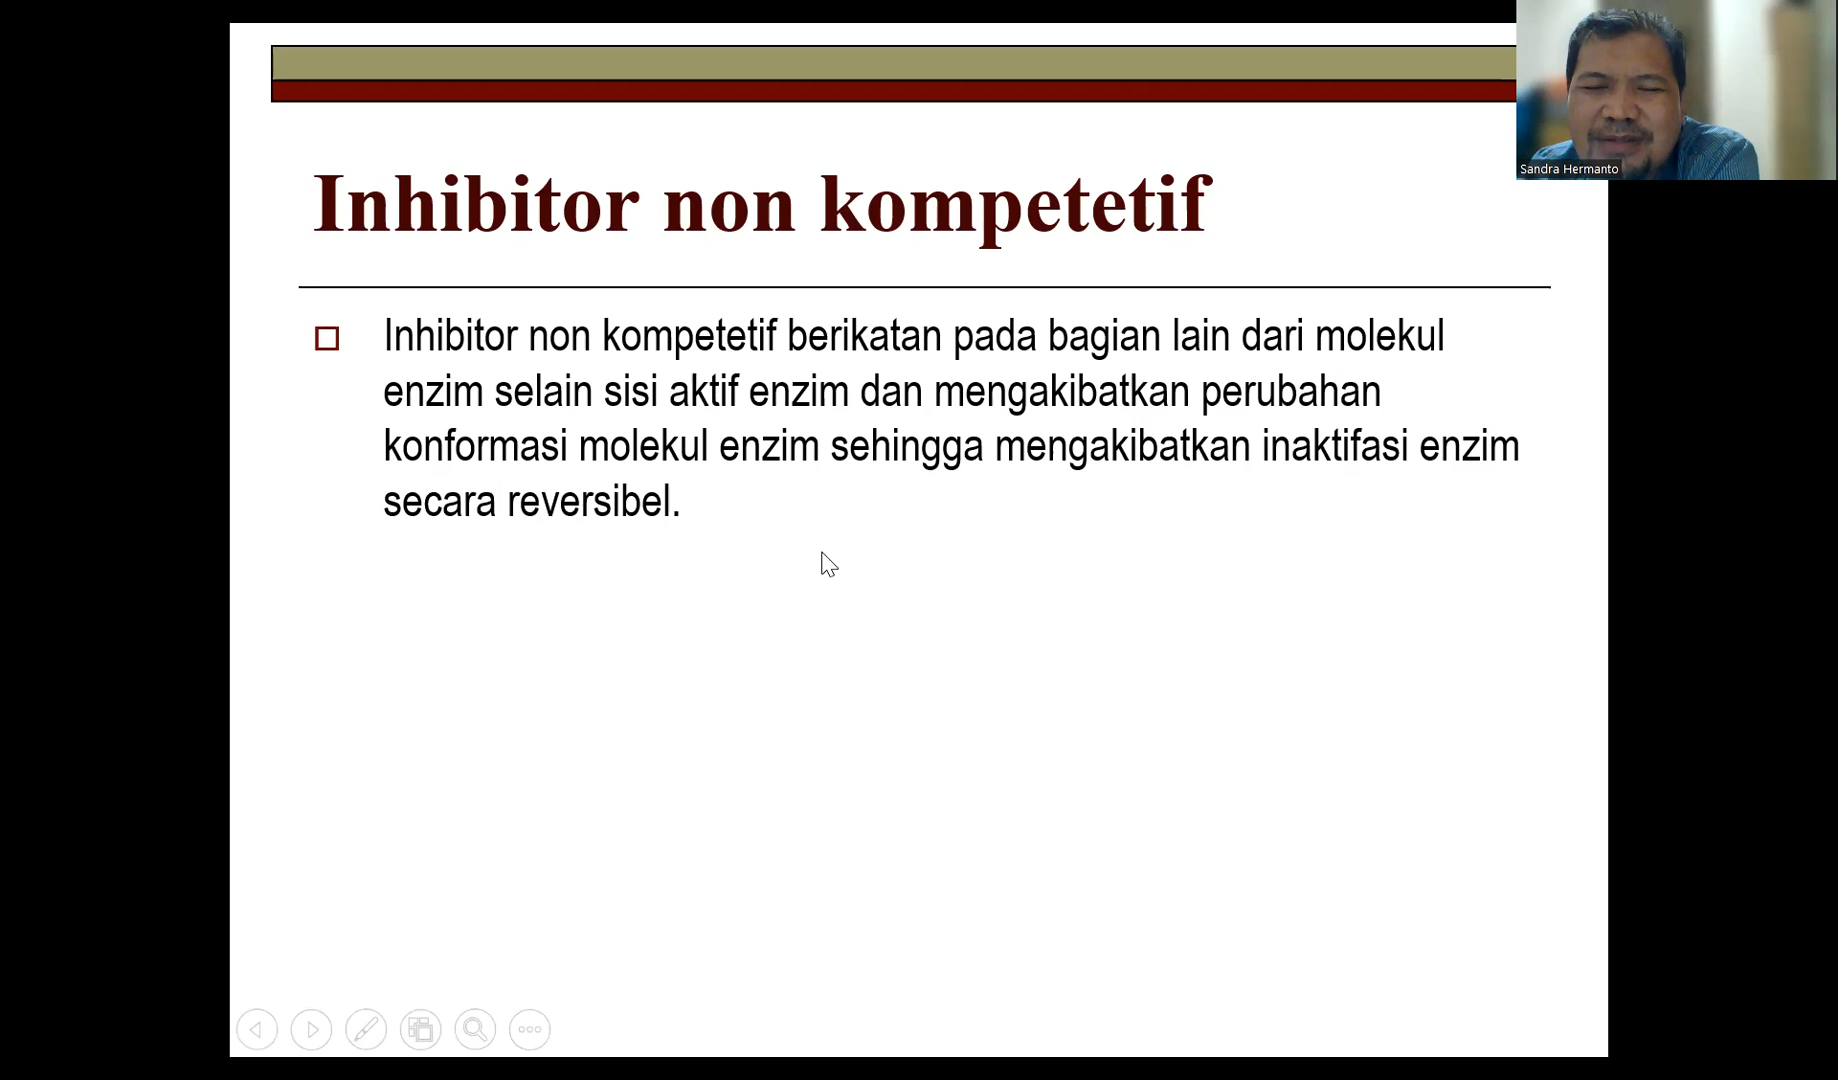 Sandra Hermanto
Inhibitor non kompetetif
Inhibitor non kompetetif berikatan pada bagian lain dari molekul
enzim selain sisi aktif enzim dan mengakibatkan perubahan
konformasi molekul enzim sehingga mengakibatkan inaktifasi enzim
secara reversibel.